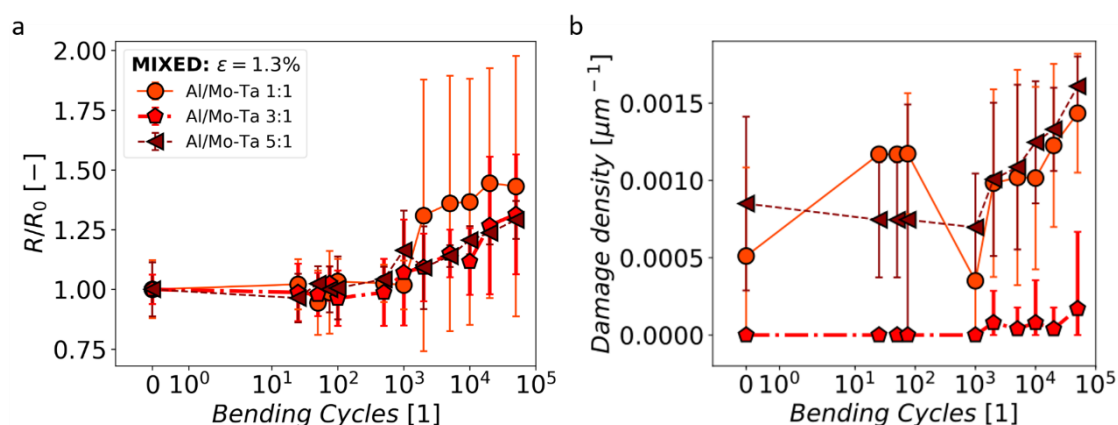 a
2.00
1.75
1.50
1.25
1.00
0.75
R/R₀ [−]
MIXED: ε = 1.3%
Al/Mo-Ta 1:1
Al/Mo-Ta 3:1
Al/Mo-Ta 5:1
0 10⁰ 10¹ 10² 10³ 10⁴ 10⁵
Bending Cycles [1]
b
0.0015
0.0010
0.0005
0.0000
Damage density [μm⁻¹]
0 10⁰ 10¹ 10² 10³ 10⁴ 10⁵
Bending Cycles [1]